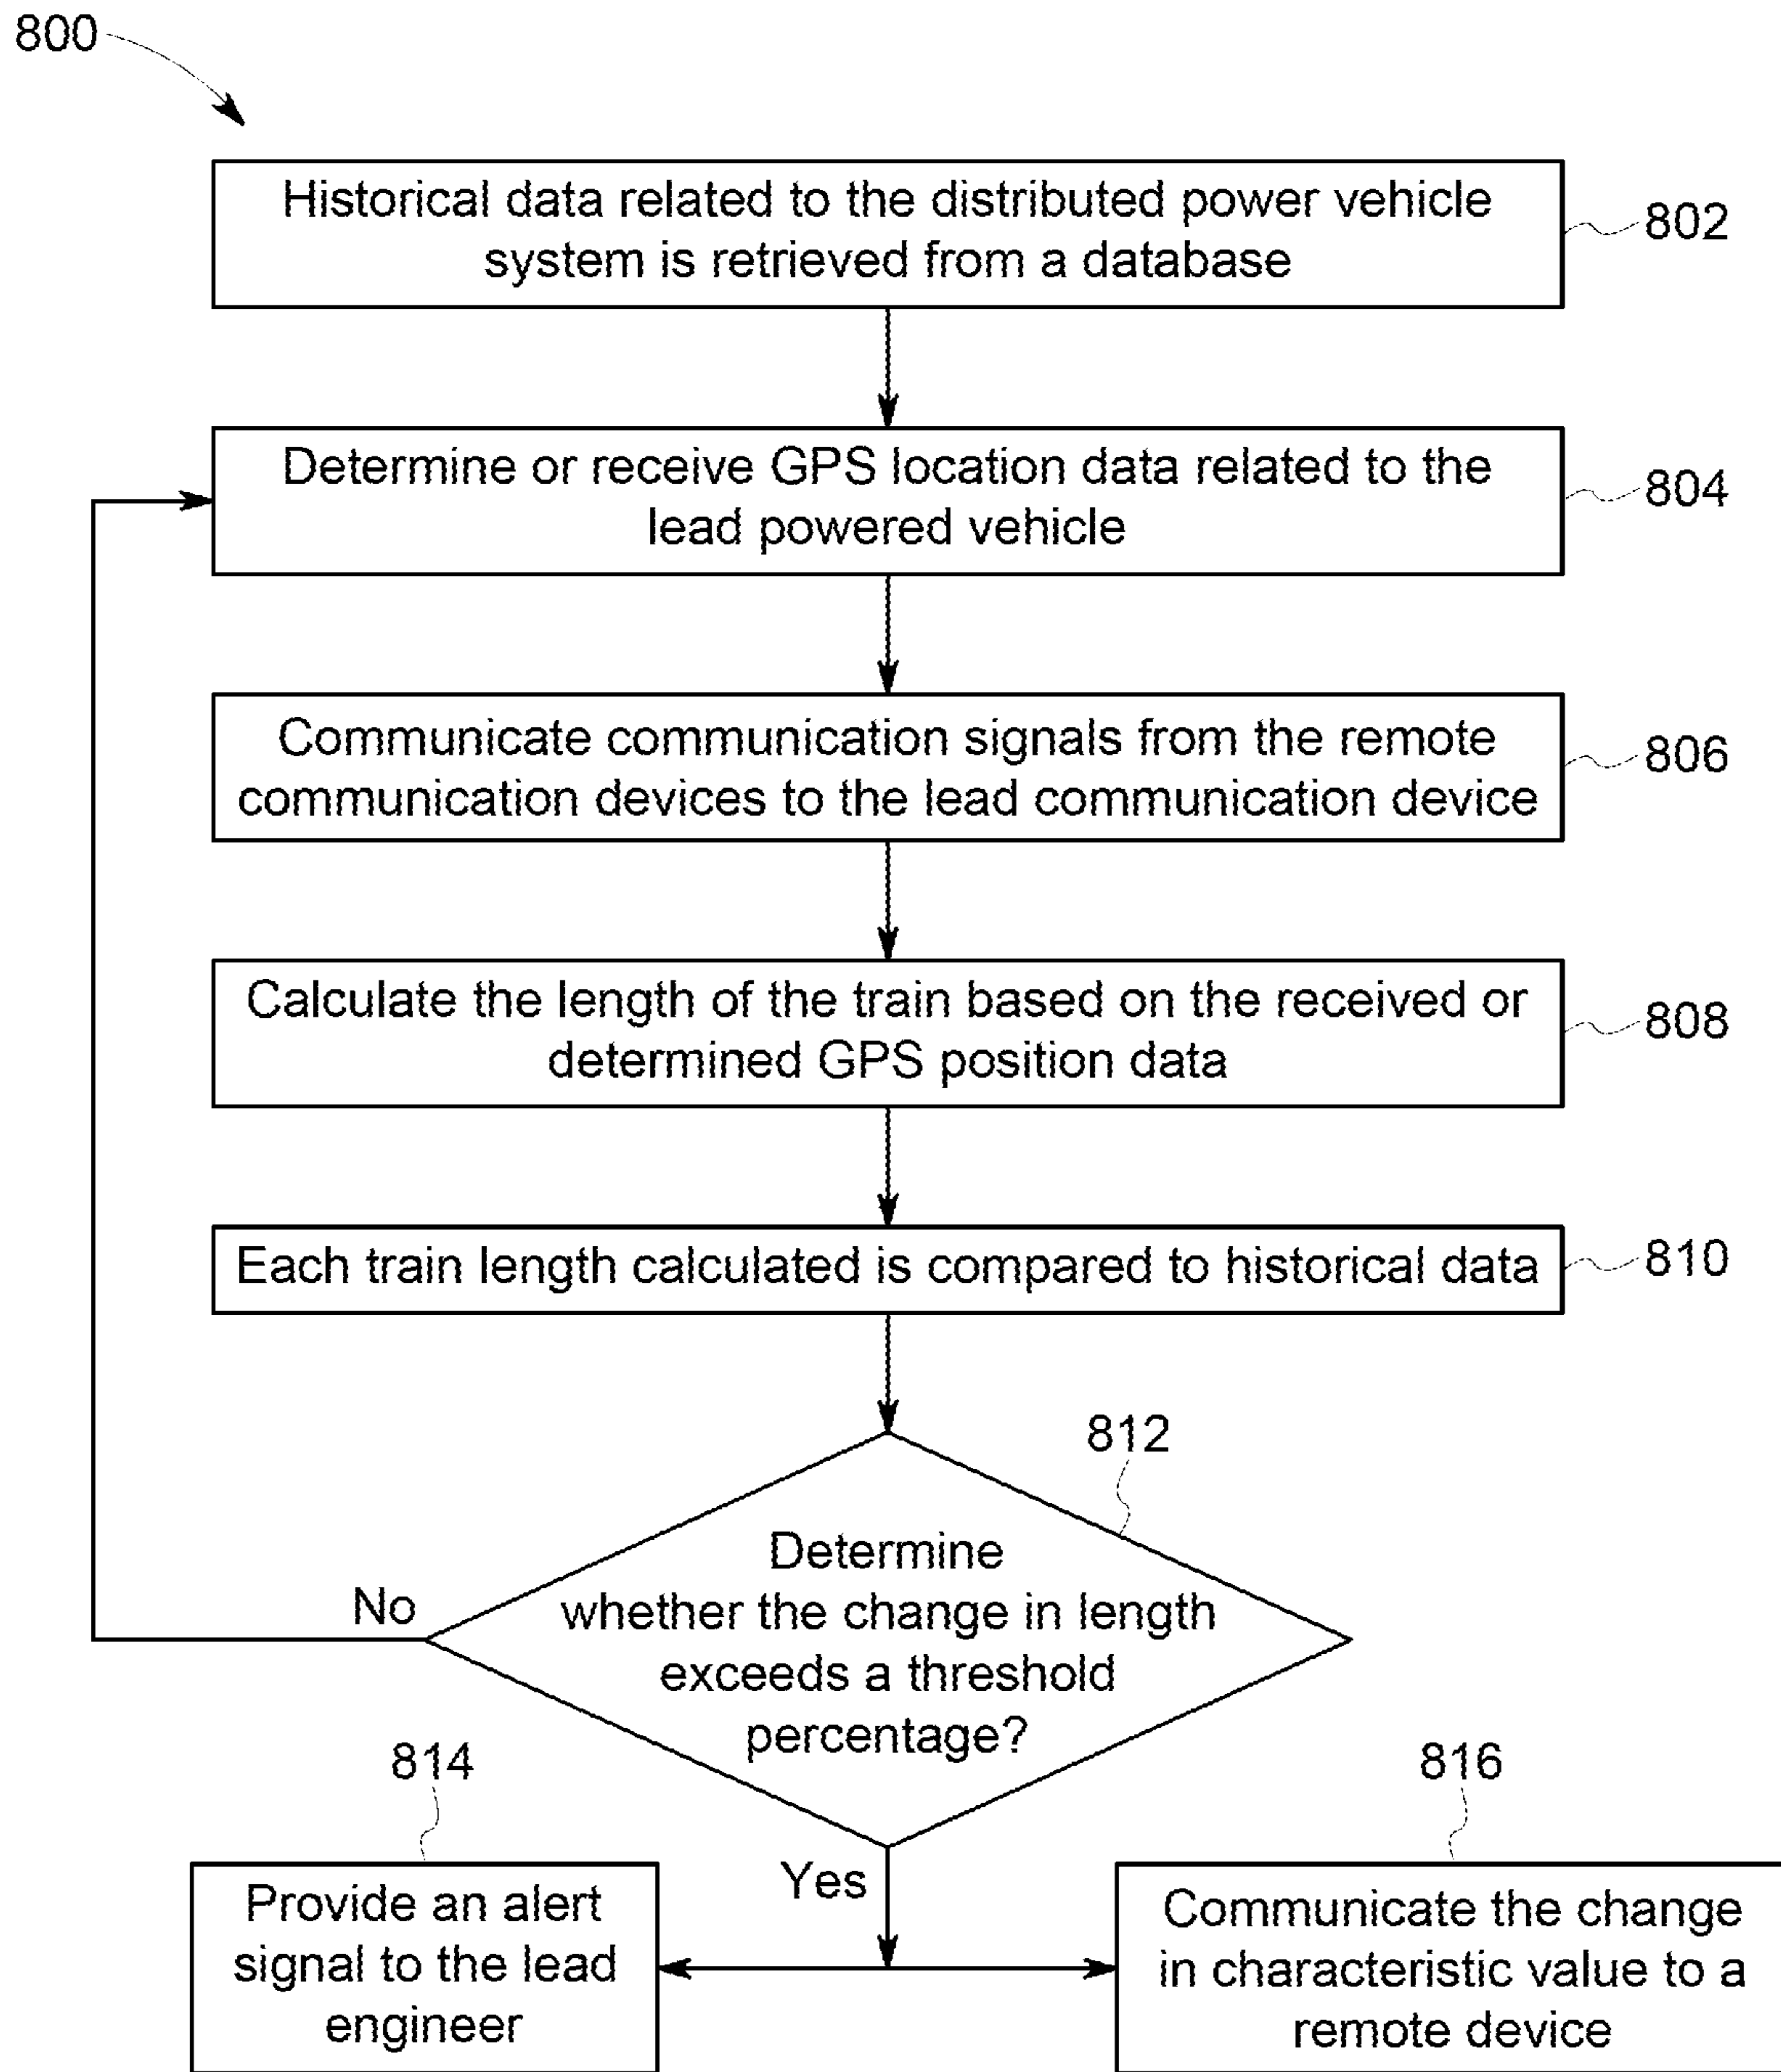 800
Historical data related to the distributed power vehicle
system is retrieved from a database
802
Determine or receive GPS location data related to the
lead powered vehicle
804
Communicate communication signals from the remote
communication devices to the lead communication device
806
Calculate the length of the train based on the received or
determined GPS position data
808
Each train length calculated is compared to historical data
810
812
Determine
whether the change in length
exceeds a threshold
percentage?
No
Yes
814
Provide an alert
signal to the lead
engineer
816
Communicate the change
in characteristic value to a
remote device